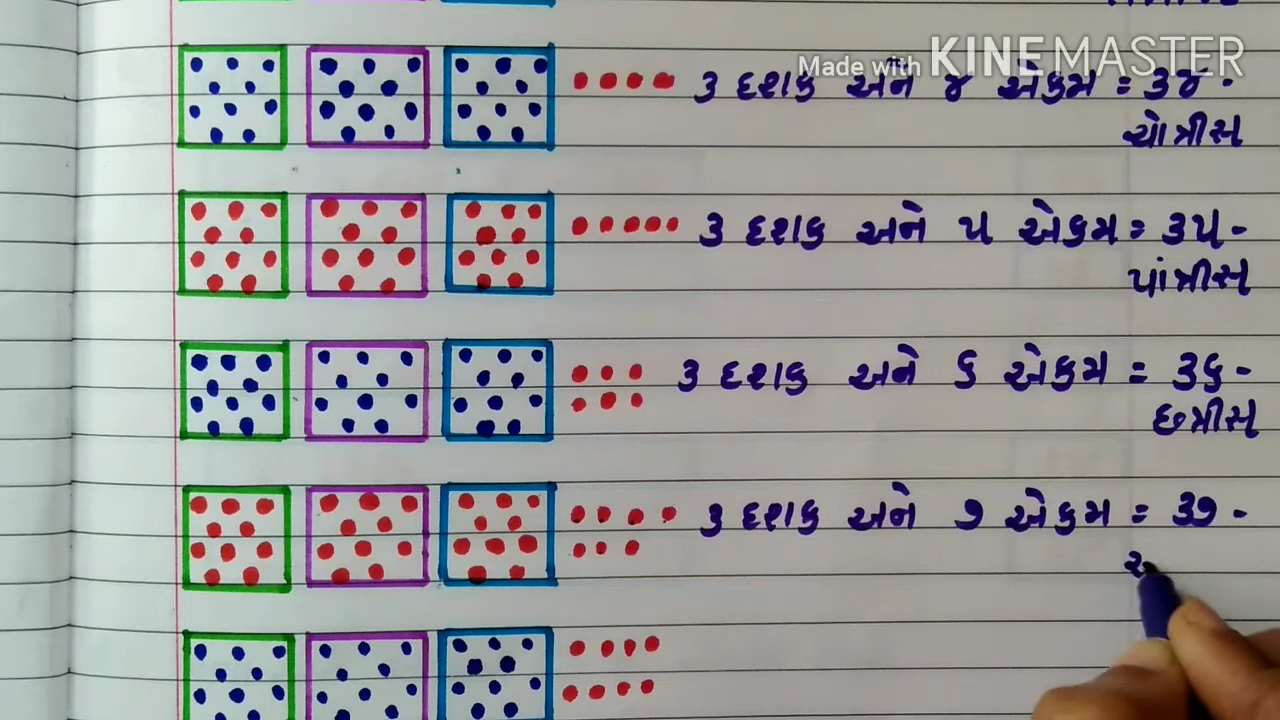 Made with KINEMASTER
૩ દશક અને ૪ એકમ = ૩૪ -
ચોત્રીસ
૩ દશક અને ૫ એકમ = ૩૫ -
પાંત્રીસ
૩ દશક અને ૬ એકમ = ૩૬ -
છત્રીસ
૩ દશક અને ૭ એકમ = ૩૭ -